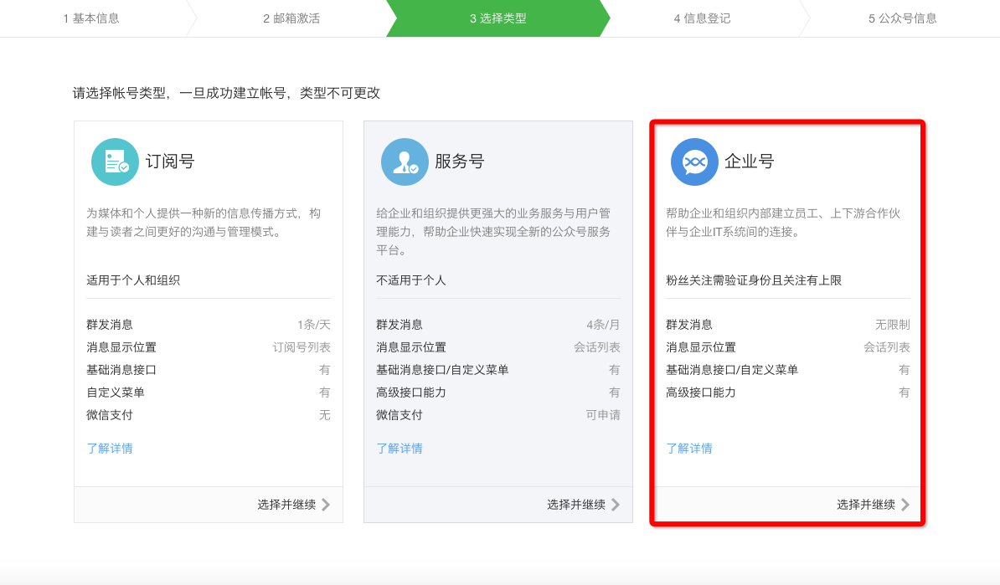 1 基本信息
2 邮箱激活
3 选择类型
4 信息登记
5 公众号信息
请选择帐号类型，一旦成功建立帐号，类型不可更改
订阅号
为媒体和个人提供一种新的信息传播方式，构
建与读者之间更好的沟通与管理模式。
适用于个人和组织
群发消息 1条/天
消息显示位置 订阅号列表
基础消息接口 有
自定义菜单 有
微信支付 无
了解详情
选择并继续
服务号
给企业和组织提供更强大的业务服务与用户管
理能力，帮助企业快速实现全新的公众号服务
平台。
不适用于个人
群发消息 4条/月
消息显示位置 会话列表
基础消息接口/自定义菜单 有
高级接口能力 有
微信支付 可申请
了解详情
选择并继续
企业号
帮助企业和组织内部建立员工、上下游合作伙
伴与企业IT系统间的连接。
粉丝关注需验证身份且关注有上限
群发消息 无限制
消息显示位置 会话列表
基础消息接口/自定义菜单 有
高级接口能力 有
了解详情
选择并继续